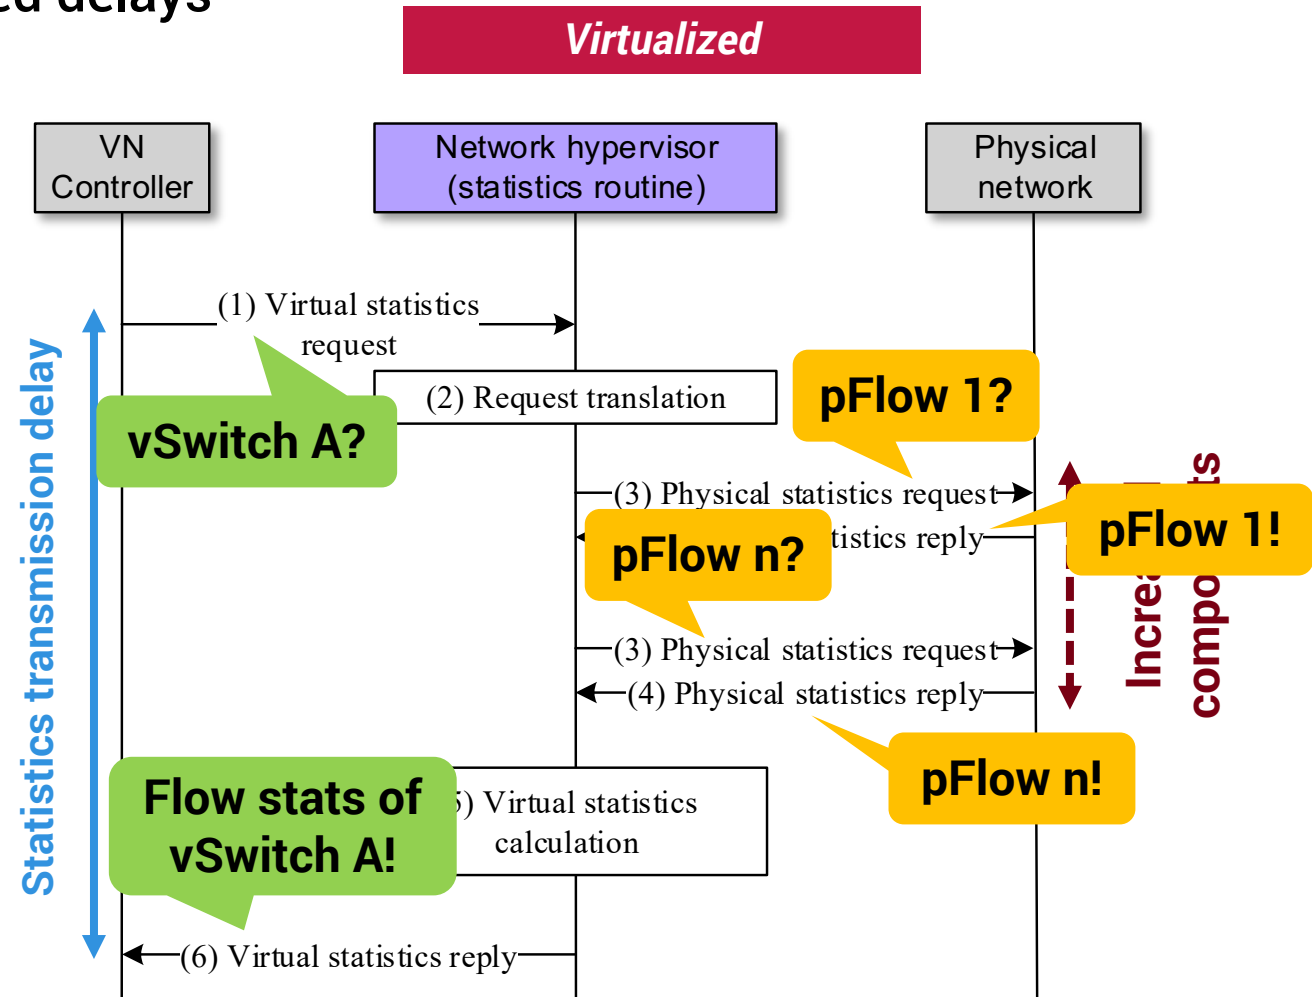 delays
Virtualized
VN
Controller
Network hypervisor
(statistics routine)
Physical
network
(1) Virtual statistics
request
(2) Request translation
vSwitch A?
pFlow 1?
(3) Physical statistics request
pFlow 1!
reply
pFlow n?
(3) Physical statistics request
(4) Physical statistics reply
pFlow n!
Statistics transmission delay
Flow stats of
vSwitch A!
Virtual statistics
calculation
(6) Virtual statistics reply